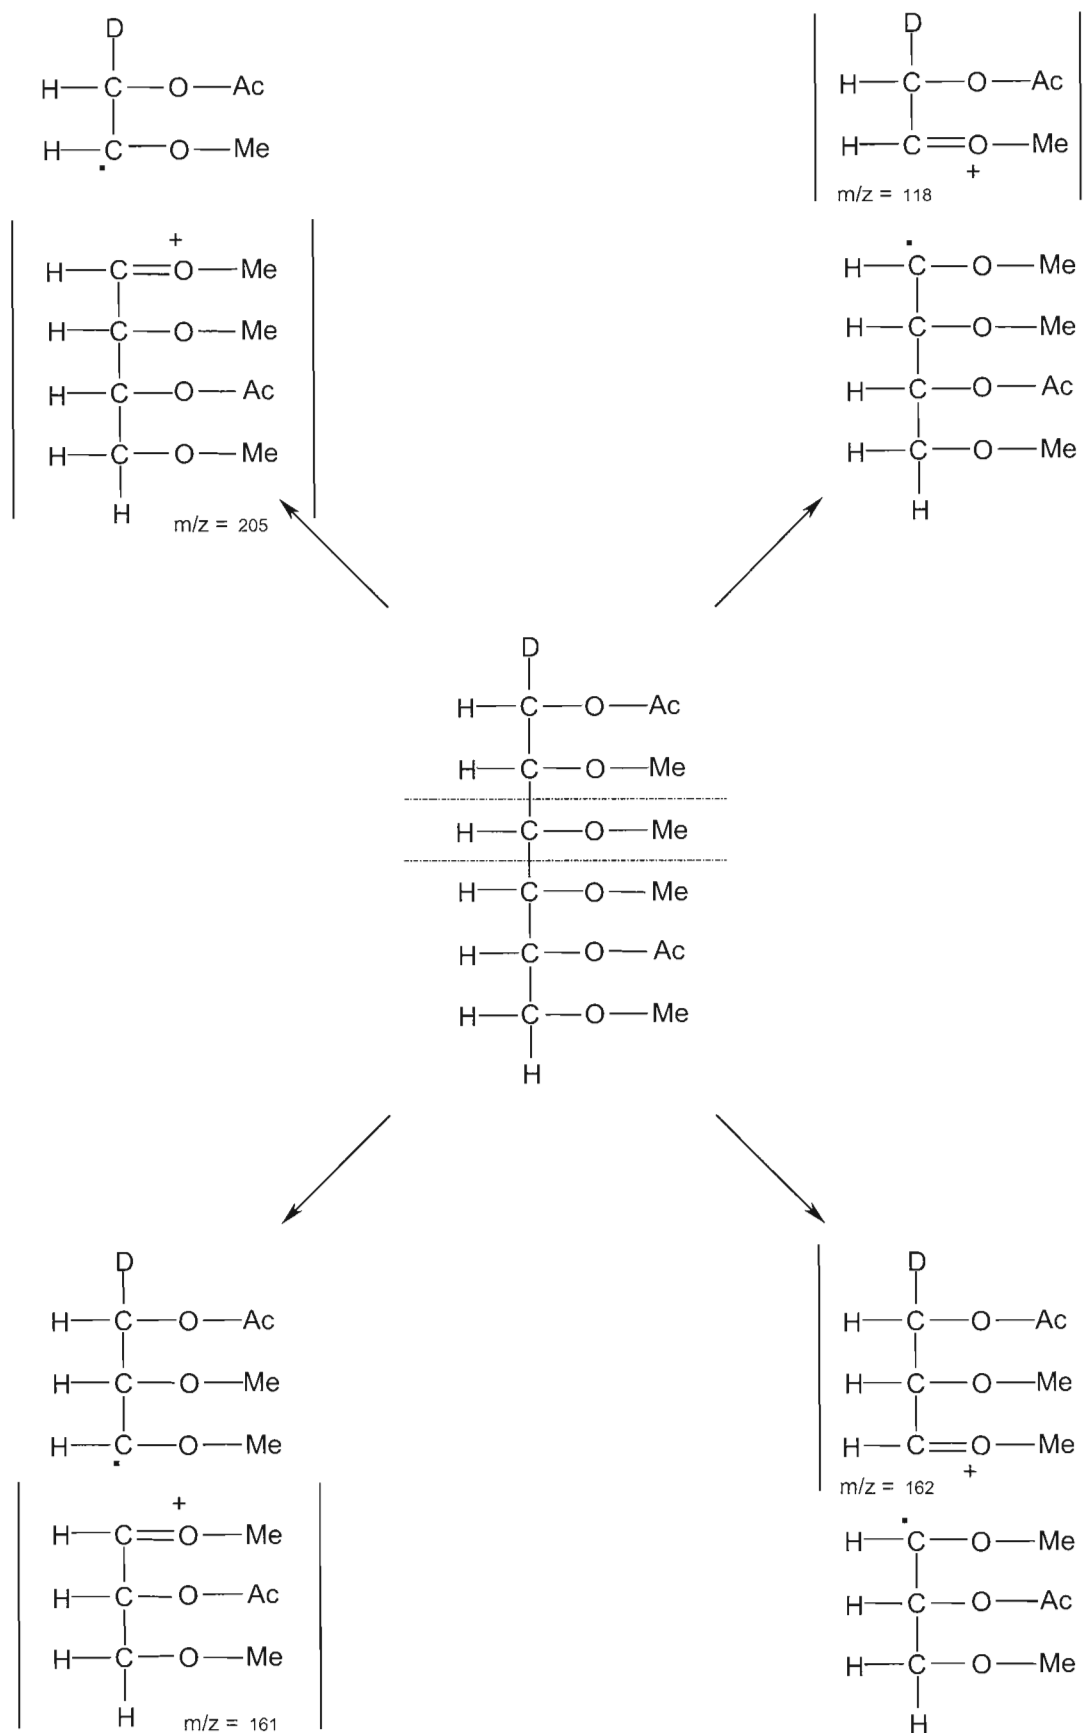 D
H—C—O—Ac
H—C—O—Me
.
+
H—C=O—Me
H—C—O—Me
H—C—O—Ac
H—C—O—Me
H
m/z = 205
D
H—C—O—Ac
H—C=O—Me
+
m/z = 118
.
H—C—O—Me
H—C—O—Me
H—C—O—Ac
H—C—O—Me
H
D
H—C—O—Ac
H—C—O—Me
H—C—O—Me
H—C—O—Me
H—C—O—Ac
H—C—O—Me
H
D
H—C—O—Ac
H—C—O—Me
H—C—O—Me
.
+
H—C=O—Me
H—C—O—Ac
H—C—O—Me
H
m/z = 161
D
H—C—O—Ac
H—C—O—Me
H—C=O—Me
+
m/z = 162
.
H—C—O—Me
H—C—O—Ac
H—C—O—Me
H